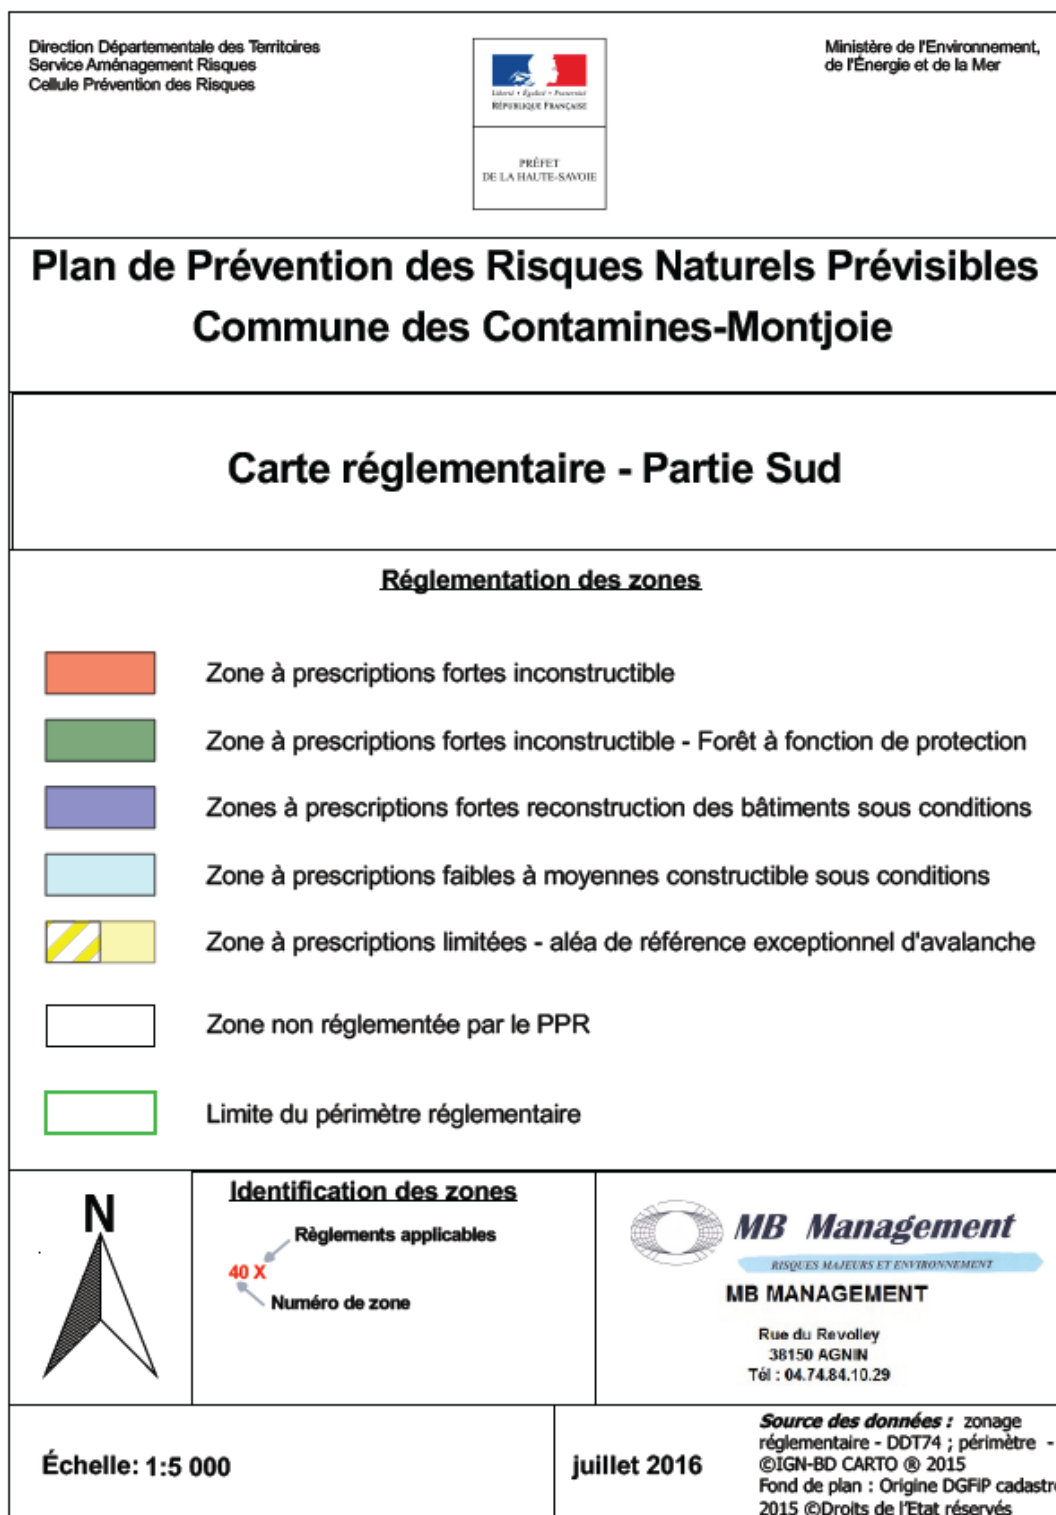 Direction Départementale des Territoires
Service Aménagement Risques
Cellule Prévention des Risques
Liberté • Égalité • Fraternité
RÉPUBLIQUE FRANÇAISE
PRÉFET
DE LA HAUTE-SAVOIE
Ministère de l'Environnement,
de l'Énergie et de la Mer
Plan de Prévention des Risques Naturels Prévisibles
Commune des Contamines-Montjoie
Carte réglementaire - Partie Sud
Réglementation des zones
Zone à prescriptions fortes inconstructible
Zone à prescriptions fortes inconstructible - Forêt à fonction de protection
Zones à prescriptions fortes reconstruction des bâtiments sous conditions
Zone à prescriptions faibles à moyennes constructible sous conditions
Zone à prescriptions limitées - aléa de référence exceptionnel d'avalanche
Zone non réglementée par le PPR
Limite du périmètre réglementaire
N
Identification des zones
Règlements applicables
40 X
Numéro de zone
MB Management
RISQUES MAJEURS ET ENVIRONNEMENT
MB MANAGEMENT
Rue du Revolley
38150 AGNIN
Tél : 04.74.84.10.29
Échelle: 1:5 000
juillet 2016
Source des données : zonage
réglementaire - DDT74 ; périmètre -
©IGN-BD CARTO ® 2015
Fond de plan : Origine DGFiP cadastre
2015 ©Droits de l'Etat réservés